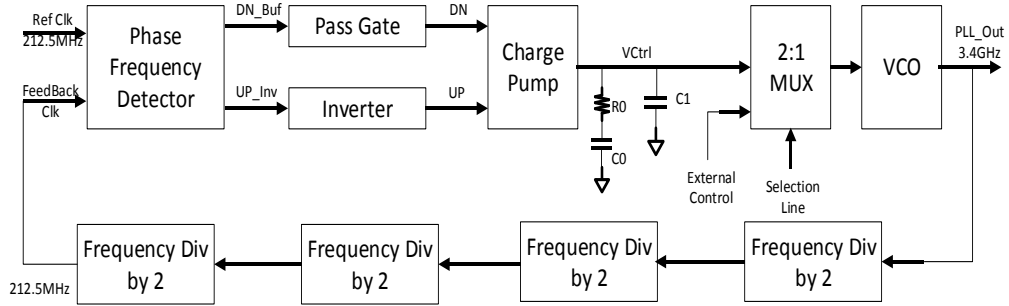 Ref Clk
212.5MHz
FeedBack
Clk
Phase
Frequency
Detector
DN_Buf
UP_Inv
Pass Gate
Inverter
DN
UP
Charge
Pump
VCtrl
R0
C0
C1
External
Control
2:1
MUX
Selection
Line
VCO
PLL_Out
3.4GHz
Frequency Div
by 2
Frequency Div
by 2
Frequency Div
by 2
Frequency Div
by 2
212.5MHz